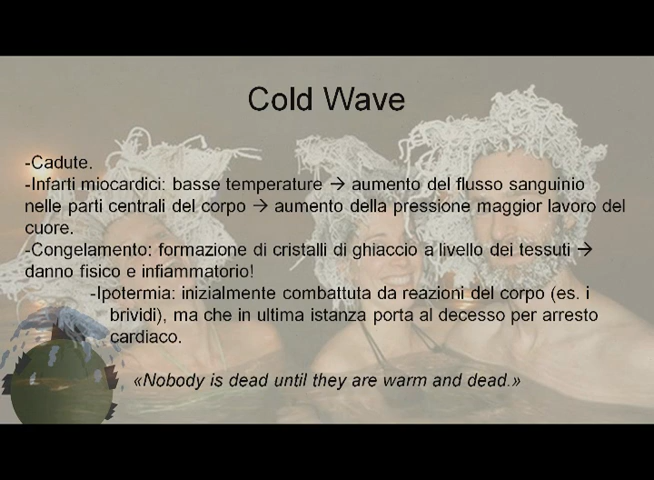 Cold Wave
-Cadute.
-Infarti miocardici: basse temperature → aumento del flusso sanguinio
nelle parti centrali del corpo → aumento della pressione maggior lavoro del
cuore.
-Congelamento: formazione di cristalli di ghiaccio a livello dei tessuti →
danno fisico e infiammatorio!
-Ipotermia: inizialmente combattuta da reazioni del corpo (es. i
brividi), ma che in ultima istanza porta al decesso per arresto
cardiaco.
«Nobody is dead until they are warm and dead.»